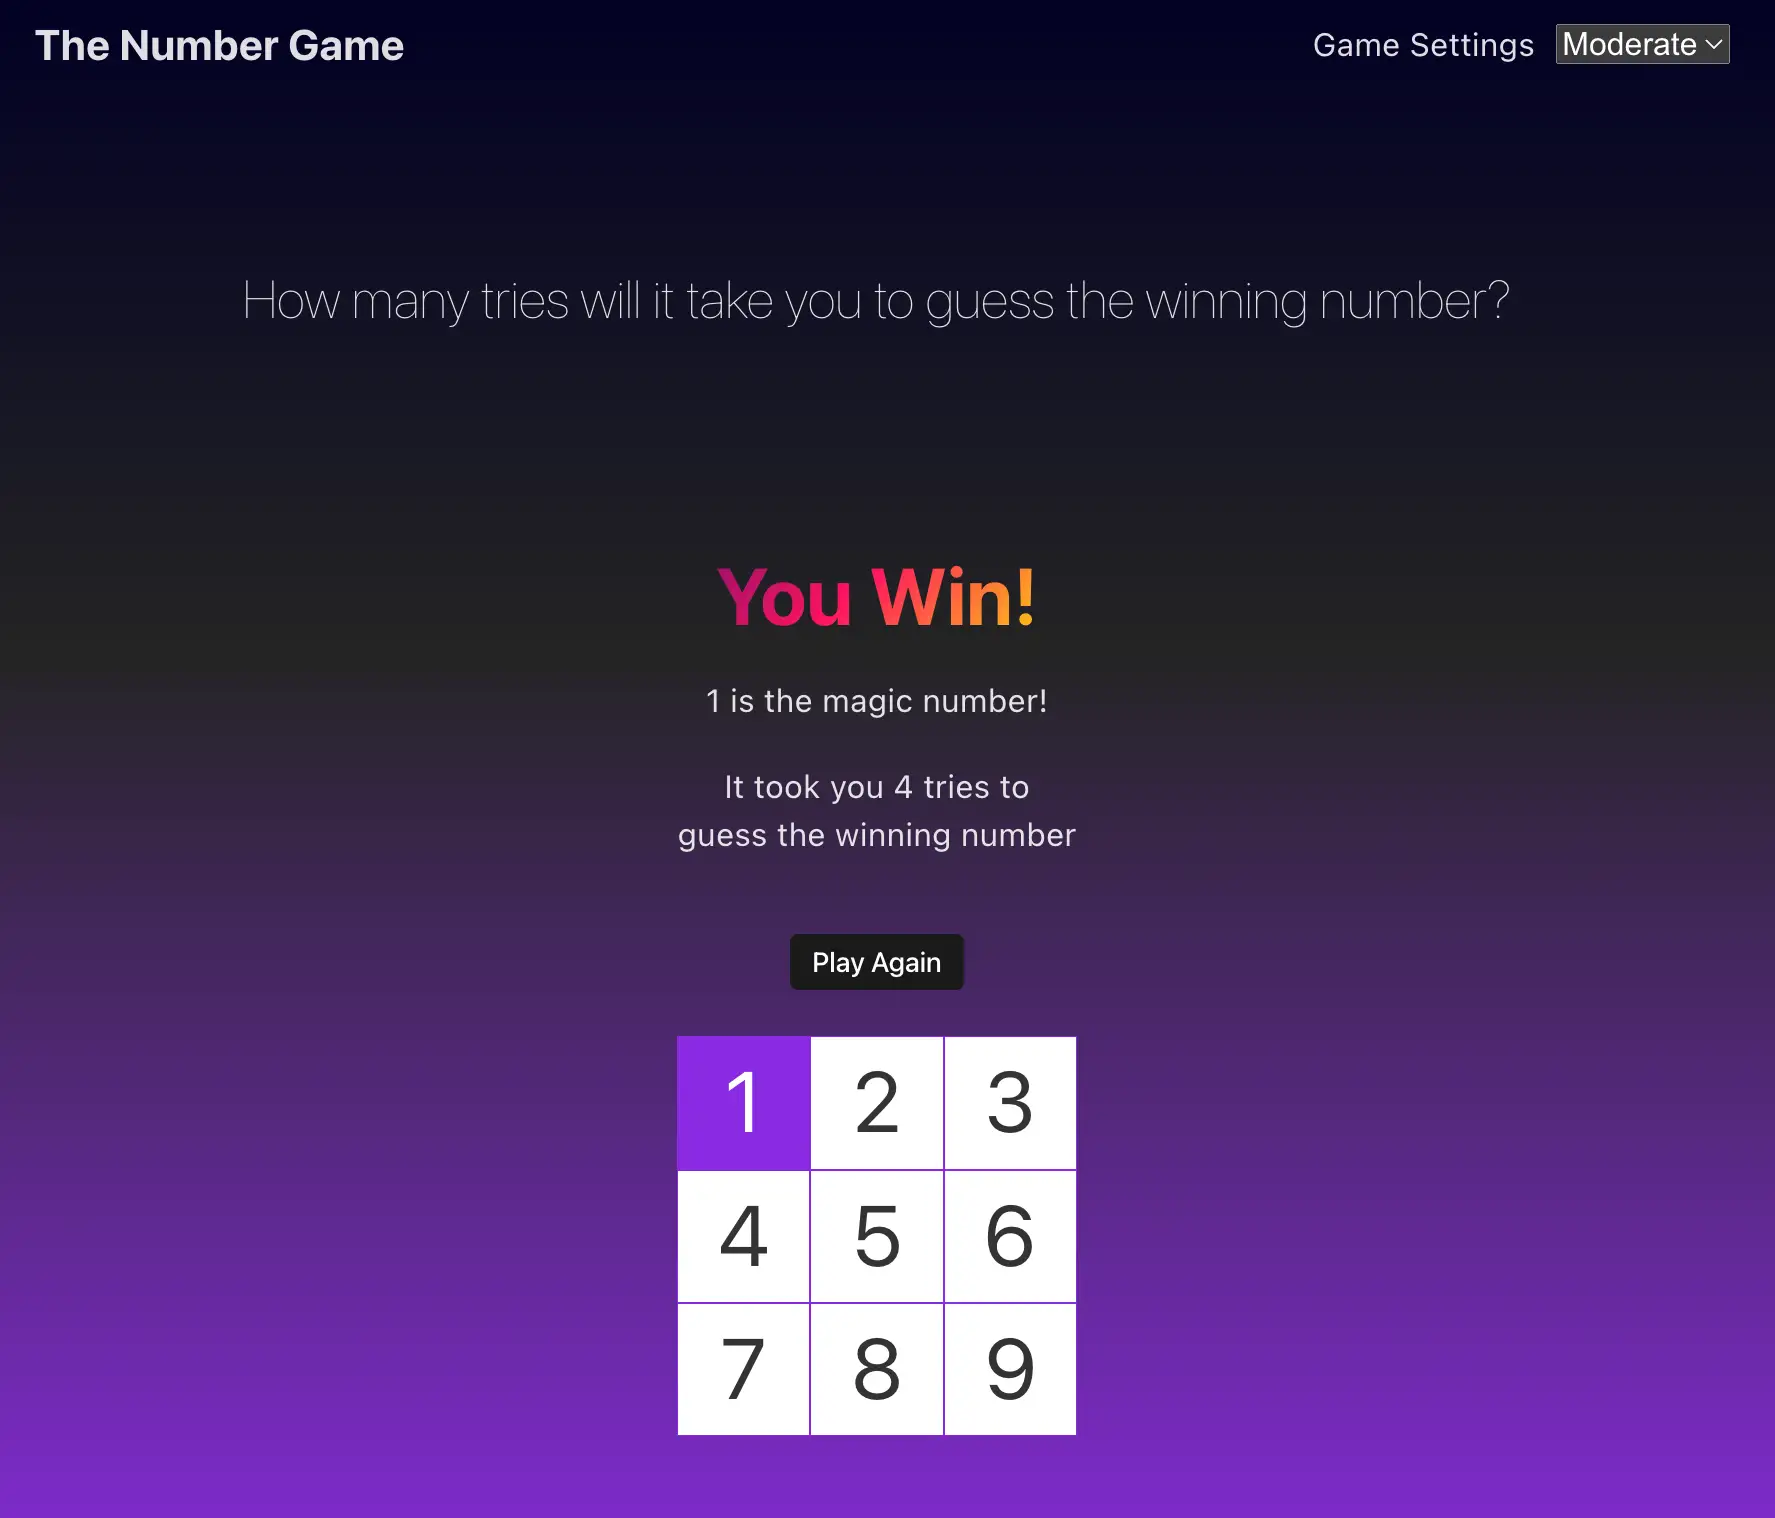 The Number Game
Game Settings Moderate
How many tries will it take you to guess the winning number?
You Win!
1 is the magic number!
It took you 4 tries to
guess the winning number
Play Again
1 2 3
4 5 6
7 8 9